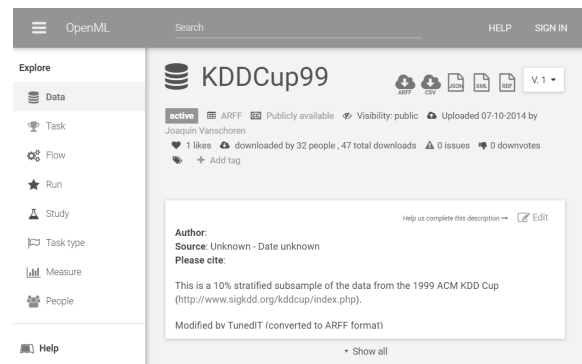 OpenML
Search
HELP
SIGN IN
Explore
Data
Task
Flow
Run
Study
Task type
Measure
People
Help
KDDCup99
ARFF
CSV
JSON
XML
RDF
V. 1
active ARFF Publicly available Visibility: public Uploaded 07-10-2014 by
Joaquin Vanschoren
1 likes downloaded by 32 people , 47 total downloads 0 issues 0 downvotes
+ Add tag
Help us complete this description → Edit
Author:
Source: Unknown - Date unknown
Please cite:
This is a 10% stratified subsample of the data from the 1999 ACM KDD Cup
(http://www.sigkdd.org/kddcup/index.php).
Modified by TunedIT (converted to ARFF format)
Show all